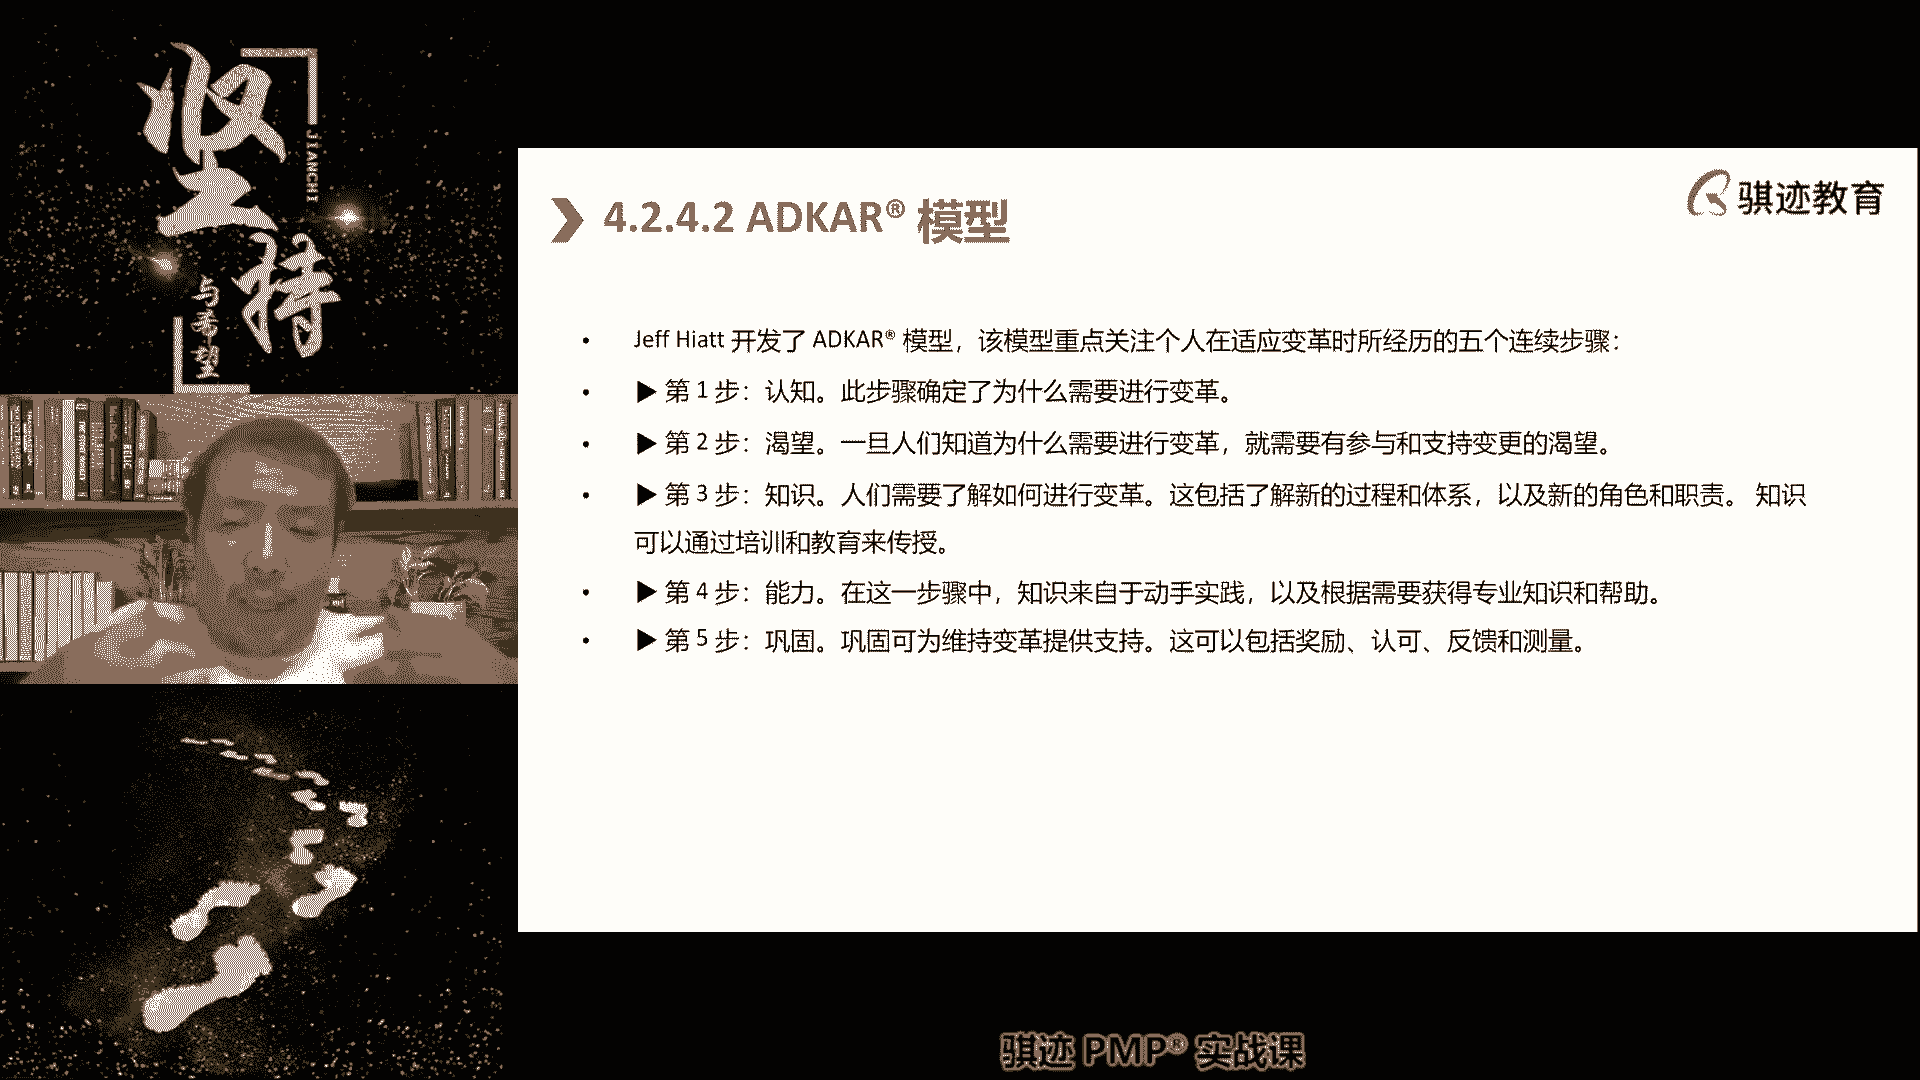 坚持
JIANCHI
与希望
骐迹教育
4.2.4.2 ADKAR® 模型
• Jeff Hiatt 开发了 ADKAR® 模型，该模型重点关注个人在适应变革时所经历的五个连续步骤：
• ▶ 第 1 步：认知。此步骤确定了为什么需要进行变革。
• ▶ 第 2 步：渴望。一旦人们知道为什么需要进行变革，就需要有参与和支持变更的渴望。
• ▶ 第 3 步：知识。人们需要了解如何进行变革。这包括了解新的过程和体系，以及新的角色和职责。 知识
可以通过培训和教育来传授。
• ▶ 第 4 步：能力。在这一步骤中，知识来自于动手实践，以及根据需要获得专业知识和帮助。
• ▶ 第 5 步：巩固。巩固可为维持变革提供支持。这可以包括奖励、认可、反馈和测量。
骐迹 PMP® 实战课